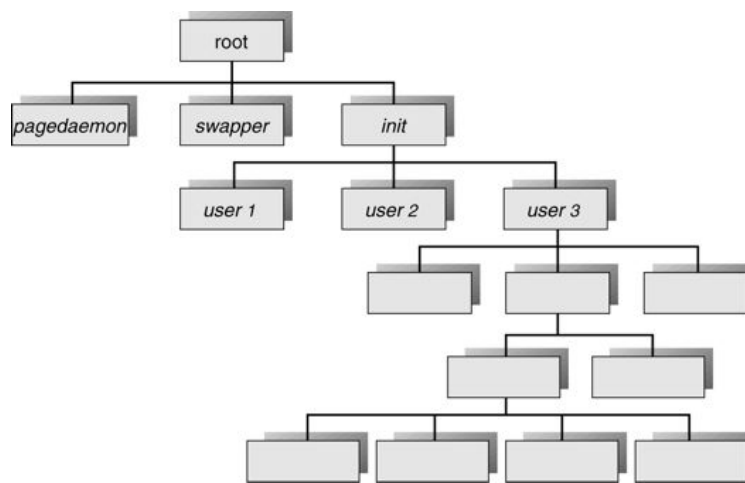 root
pagedaemon swapper init
user 1 user 2 user 3